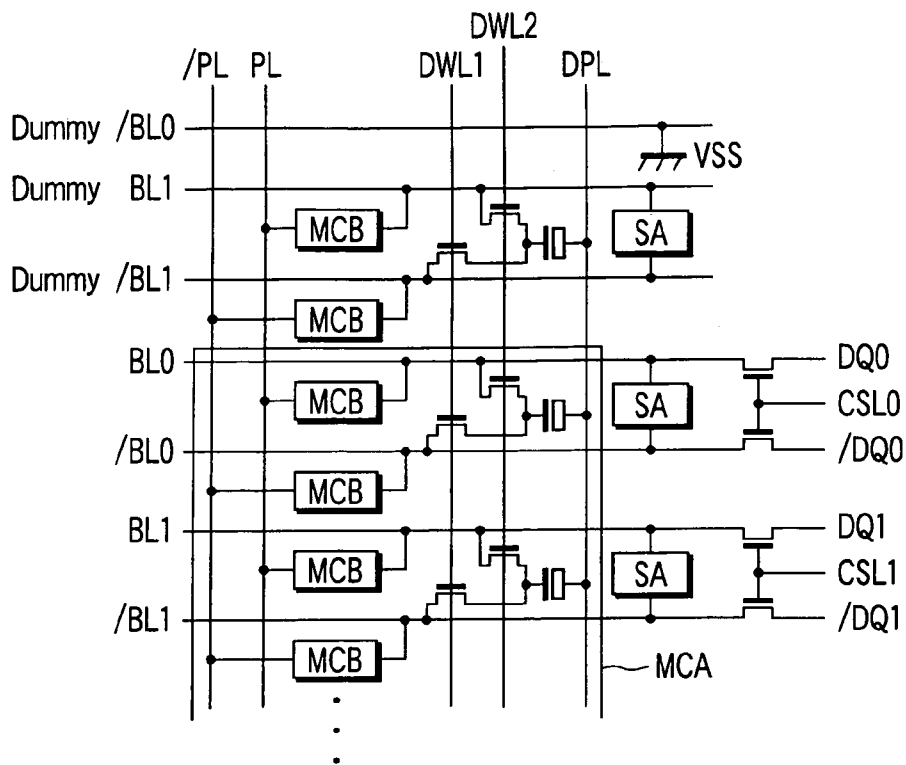 DWL2
/PL PL DWL1 DPL
Dummy /BL0
VSS
Dummy BL1
MCB SA
Dummy /BL1
MCB
BL0 DQ0
MCB SA CSL0
/BL0 /DQ0
MCB
BL1 DQ1
MCB SA CSL1
/BL1 /DQ1
MCB MCA